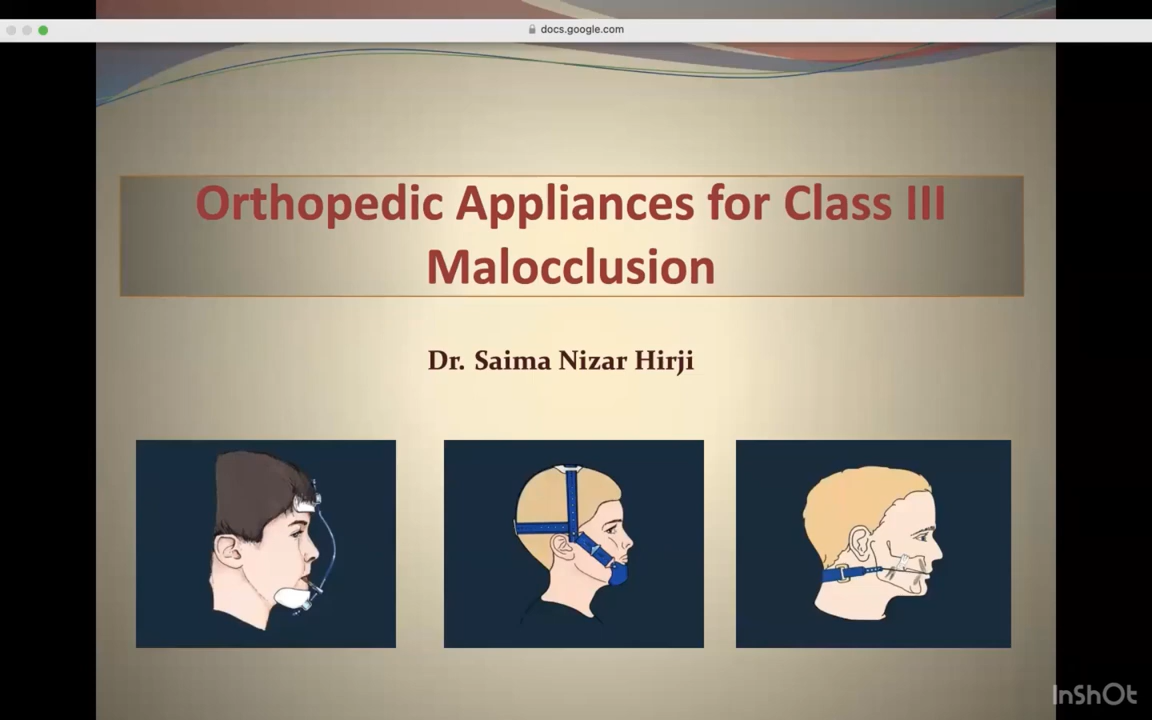 docs.google.com
Orthopedic Appliances for Class III
Malocclusion
Dr. Saima Nizar Hirji
InShOt